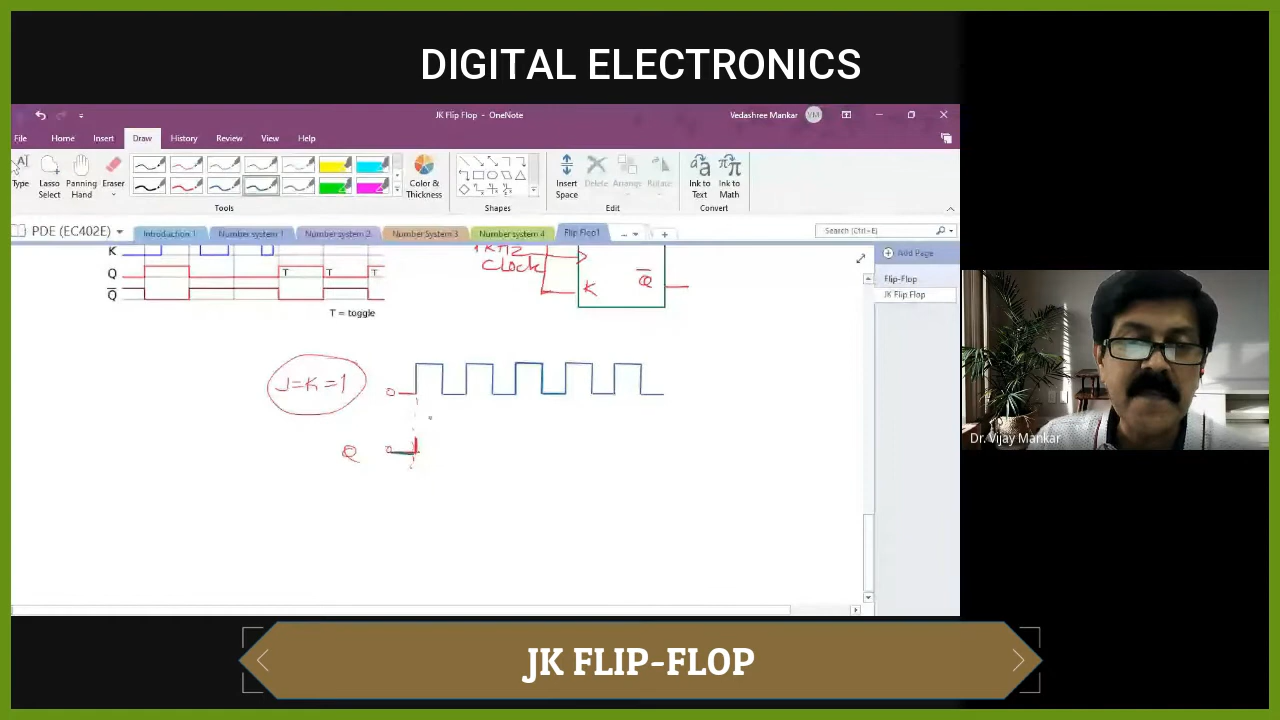 DIGITAL ELECTRONICS
JK Flip Flop - OneNote
Vedashree Mankar
VM
File Home Insert Draw History Review View Help
Type
Lasso Select
Panning Hand
Eraser
Color & Thickness
Insert Space
Delete
Arrange
Rotate
Ink to Text
Ink to Math
Tools
Shapes
Edit
Convert
PDE (EC402E)
Introduction 1
Number system 1
Number system 2
Number System 3
Number system 4
Flip Flop1
Search (Ctrl+E)
Add Page
Flip-Flop
JK Flip Flop
K
Q T T T
Q̅
T = toggle
1KHz
Clock
K
Q̅
J=K=1
0
Q 0
Dr. Vijay Mankar
JK FLIP-FLOP